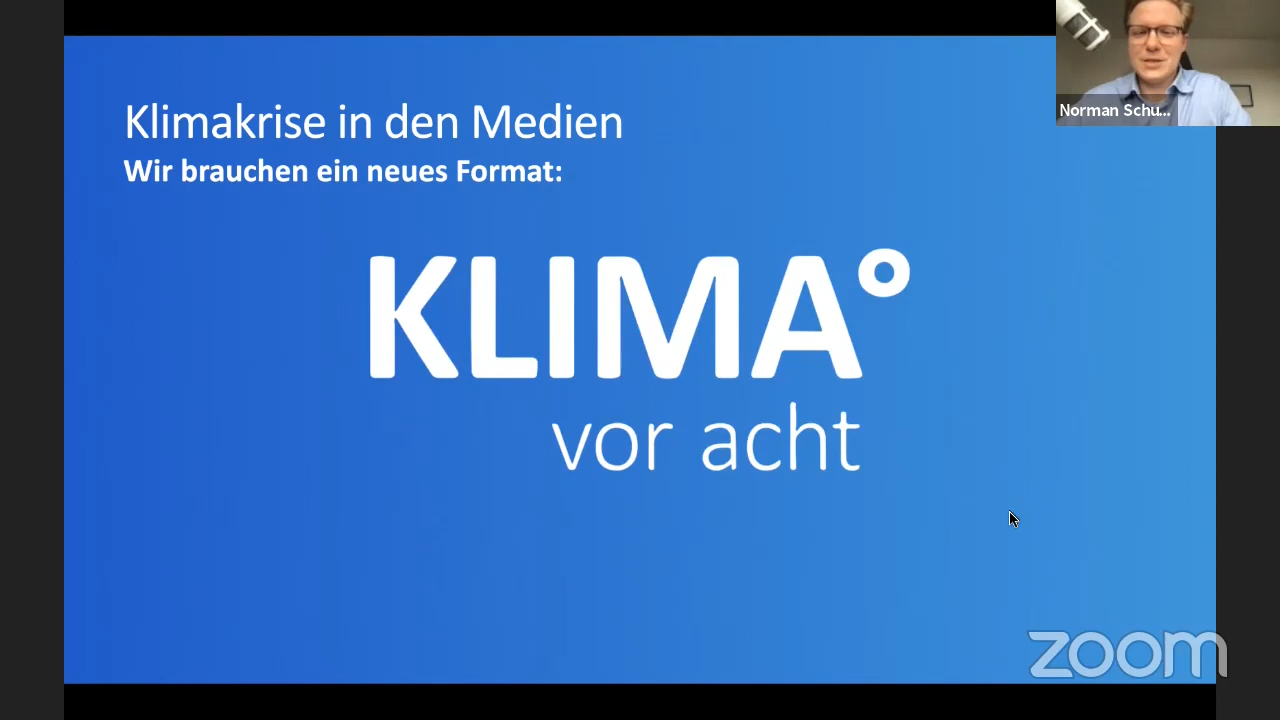 Klimakrise in den Medien
Wir brauchen ein neues Format:
KLIMA°
vor acht
Norman Schu...
zoom